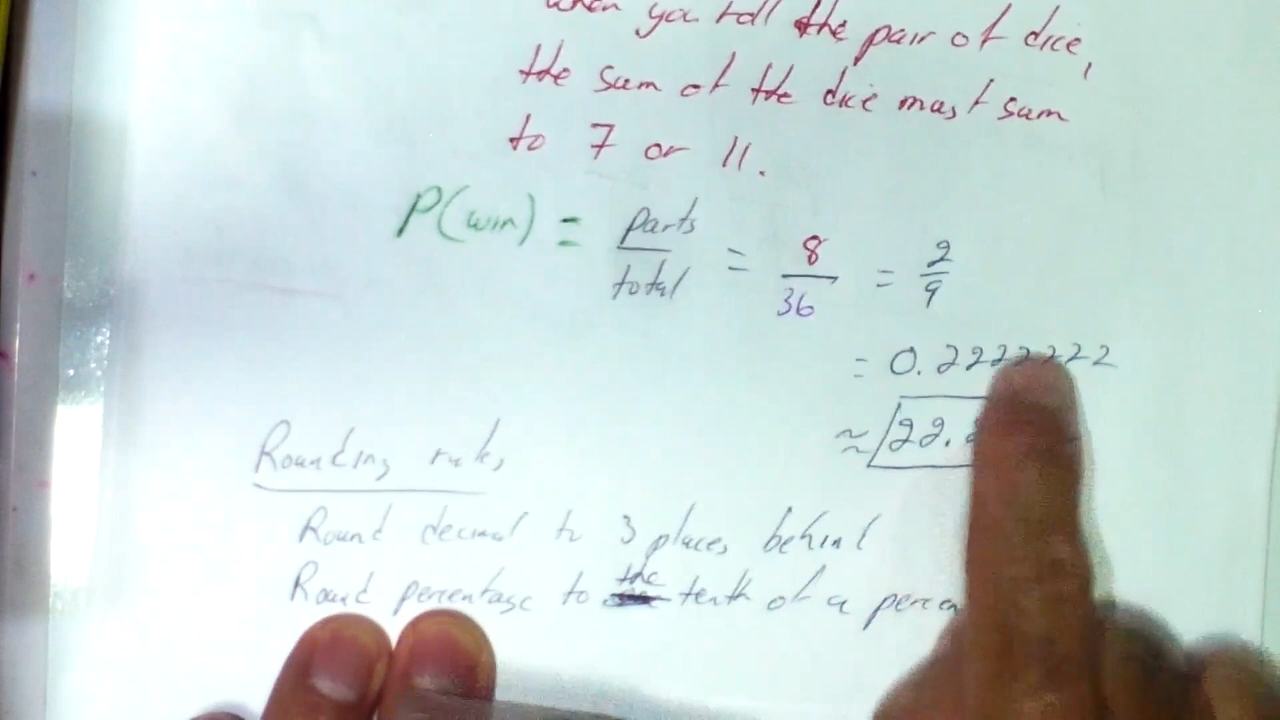 when you roll the pair of dice,
the sum of the dice must sum
to 7 or 11.
P(win) = parts/total = 8/36 = 2/9
= 0.2222222
≈ 22.
Rounding rules
Round decimal to 3 places behind
Round percentage to the tenth of a